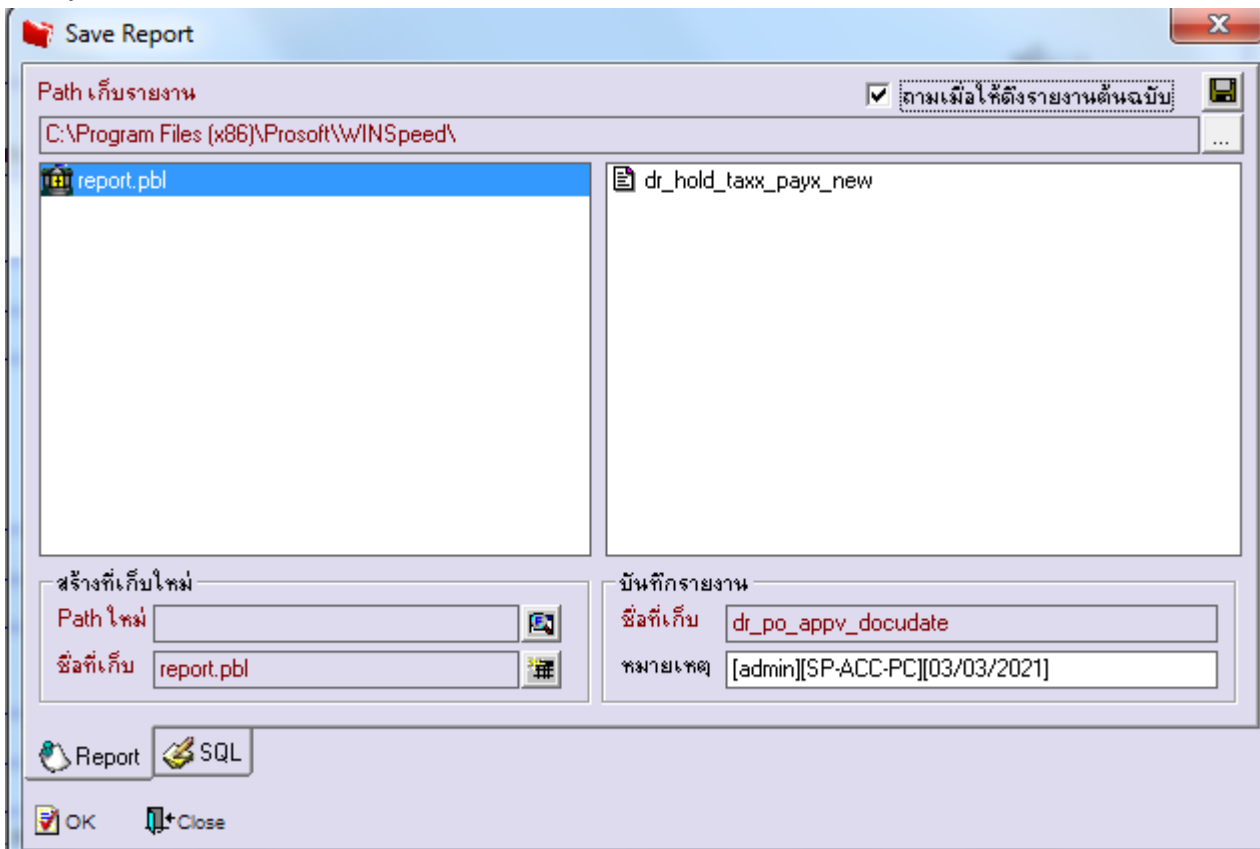 Save Report
Path เก็บรายงาน
ถามเมื่อให้ดึงรายงานต้นฉบับ
C:\Program Files (x86)\Prosoft\WINSpeed\
...
report.pbl
dr_hold_taxx_payx_new
สร้างที่เก็บใหม่
Path ใหม่
ชื่อที่เก็บ report.pbl
บันทึกรายงาน
ชื่อที่เก็บ dr_po_appv_docudate
หมายเหตุ [admin][SP-ACC-PC][03/03/2021]
Report SQL
OK Close